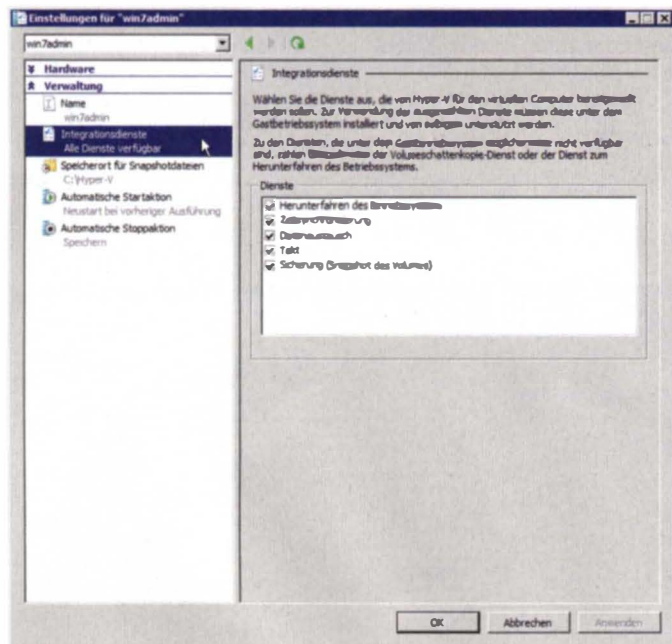 Einstellungen für "win7admin"
win7admin
Hardware
Verwaltung
Name
win7admin
Integrationsdienste
Alle Dienste verfügbar
Speicherort für Snapshotdateien
C:\Hyper-V
Automatische Startaktion
Neustart bei vorheriger Ausführung
Automatische Stoppaktion
Speichern
Integrationsdienste
Wählen Sie die Dienste aus, die von Hyper-V für den virtuellen Computer
werden sollen. Zur Verwendung der Dienste müssen diese unter dem
Gastbetriebssystem installiert und von unterstützt werden.
Zu den Diensten, die unter dem nicht verfügbar
sind, zählen der Volumeschattenkopie-Dienst oder der Dienst zum
Herunterfahren des Betriebssystems.
Dienste
Herunterfahren des
Takt
Sicherung (Snapshot des Volumes)
OK
Abbrechen
Anwenden